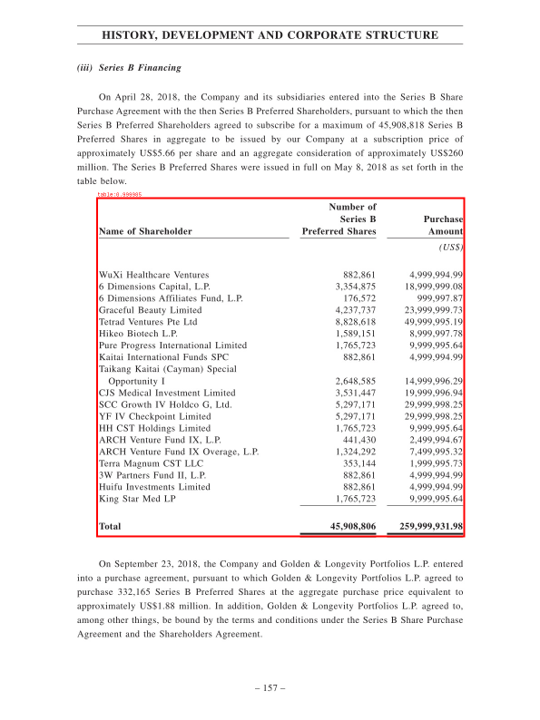 HISTORY, DEVELOPMENT AND CORPORATE STRUCTURE
(iii) Series B Financing
On April 28, 2018, the Company and its subsidiaries entered into the Series B Share
Purchase Agreement with the then Series B Preferred Shareholders, pursuant to which the then
Series B Preferred Shareholders agreed to subscribe for a maximum of 45,908,818 Series B
Preferred Shares in aggregate to be issued by our Company at a subscription price of
approximately US$5.66 per share and an aggregate consideration of approximately US$260
million. The Series B Preferred Shares were issued in full on May 8, 2018 as set forth in the
table below.
table:0.999985
Number of
Series B Purchase
Name of Shareholder Preferred Shares Amount
(US$)
WuXi Healthcare Ventures 882,861 4,999,994.99
6 Dimensions Capital, L.P. 3,354,875 18,999,999.08
6 Dimensions Affiliates Fund, L.P. 176,572 999,997.87
Graceful Beauty Limited 4,237,737 23,999,999.73
Tetrad Ventures Pte Ltd 8,828,618 49,999,995.19
Hikeo Biotech L.P. 1,589,151 8,999,997.78
Pure Progress International Limited 1,765,723 9,999,995.64
Kaitai International Funds SPC 882,861 4,999,994.99
Taikang Kaitai (Cayman) Special
Opportunity I 2,648,585 14,999,996.29
CJS Medical Investment Limited 3,531,447 19,999,996.94
SCC Growth IV Holdco G, Ltd. 5,297,171 29,999,998.25
YF IV Checkpoint Limited 5,297,171 29,999,998.25
HH CST Holdings Limited 1,765,723 9,999,995.64
ARCH Venture Fund IX, L.P. 441,430 2,499,994.67
ARCH Venture Fund IX Overage, L.P. 1,324,292 7,499,995.32
Terra Magnum CST LLC 353,144 1,999,995.73
3W Partners Fund II, L.P. 882,861 4,999,994.99
Huifu Investments Limited 882,861 4,999,994.99
King Star Med LP 1,765,723 9,999,995.64
Total 45,908,806 259,999,931.98
On September 23, 2018, the Company and Golden & Longevity Portfolios L.P. entered
into a purchase agreement, pursuant to which Golden & Longevity Portfolios L.P. agreed to
purchase 332,165 Series B Preferred Shares at the aggregate purchase price equivalent to
approximately US$1.88 million. In addition, Golden & Longevity Portfolios L.P. agreed to,
among other things, be bound by the terms and conditions under the Series B Share Purchase
Agreement and the Shareholders Agreement.
– 157 –